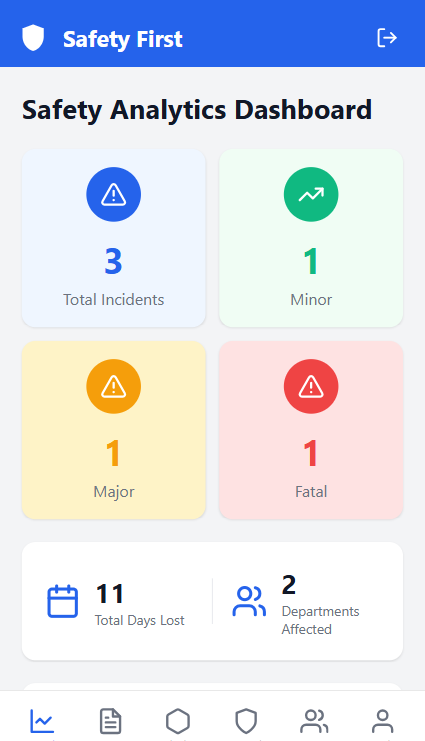 Safety First
Safety Analytics Dashboard
3
Total Incidents
1
Minor
1
Major
1
Fatal
11
Total Days Lost
2
Departments
Affected